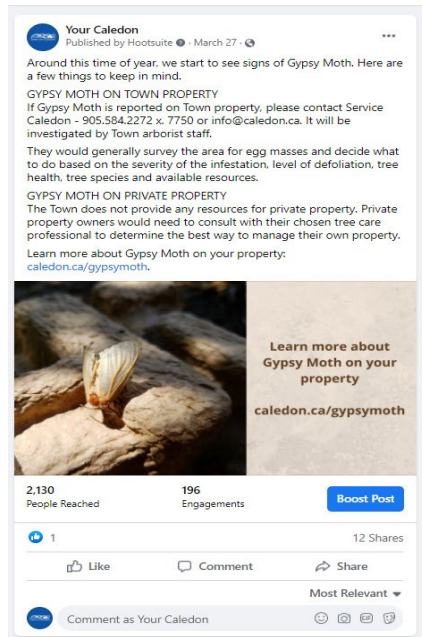 Your Caledon
Published by Hootsuite · March 27 ·
Around this time of year, we start to see signs of Gypsy Moth. Here are
a few things to keep in mind.
GYPSY MOTH ON TOWN PROPERTY
If Gypsy Moth is reported on Town property, please contact Service
Caledon - 905.584.2272 x. 7750 or info@caledon.ca. It will be
investigated by Town arborist staff.
They would generally survey the area for egg masses and decide what
to do based on the severity of the infestation, level of defoliation, tree
health, tree species and available resources.
GYPSY MOTH ON PRIVATE PROPERTY
The Town does not provide any resources for private property. Private
property owners would need to consult with their chosen tree care
professional to determine the best way to manage their own property.
Learn more about Gypsy Moth on your property:
caledon.ca/gypsymoth.
Learn more about
Gypsy Moth on your
property
caledon.ca/gypsymoth
2,130
People Reached
196
Engagements
Boost Post
1
12 Shares
Like
Comment
Share
Most Relevant
Comment as Your Caledon
GIF